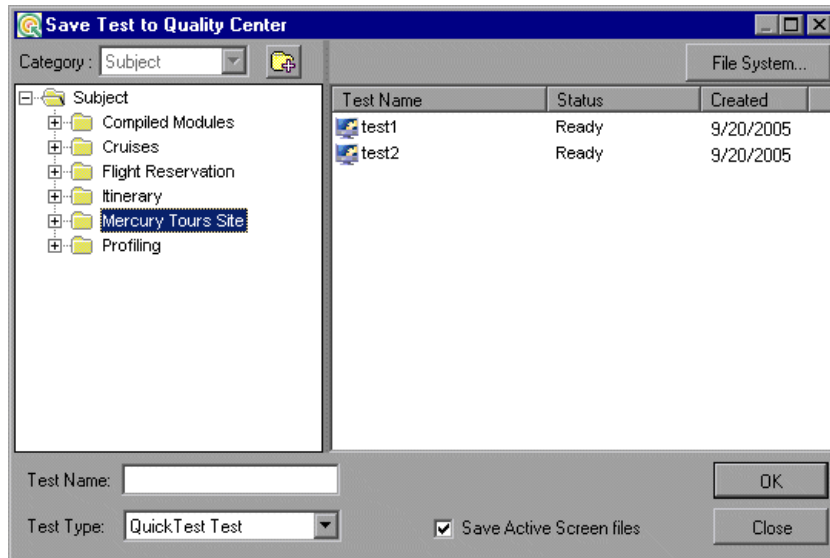 Save Test to Quality Center
Category : Subject
File System...
Subject
Compiled Modules
Cruises
Flight Reservation
Itinerary
Mercury Tours Site
Profiling
Test Name Status Created
test1 Ready 9/20/2005
test2 Ready 9/20/2005
Test Name:
OK
Test Type: QuickTest Test
Save Active Screen files
Close